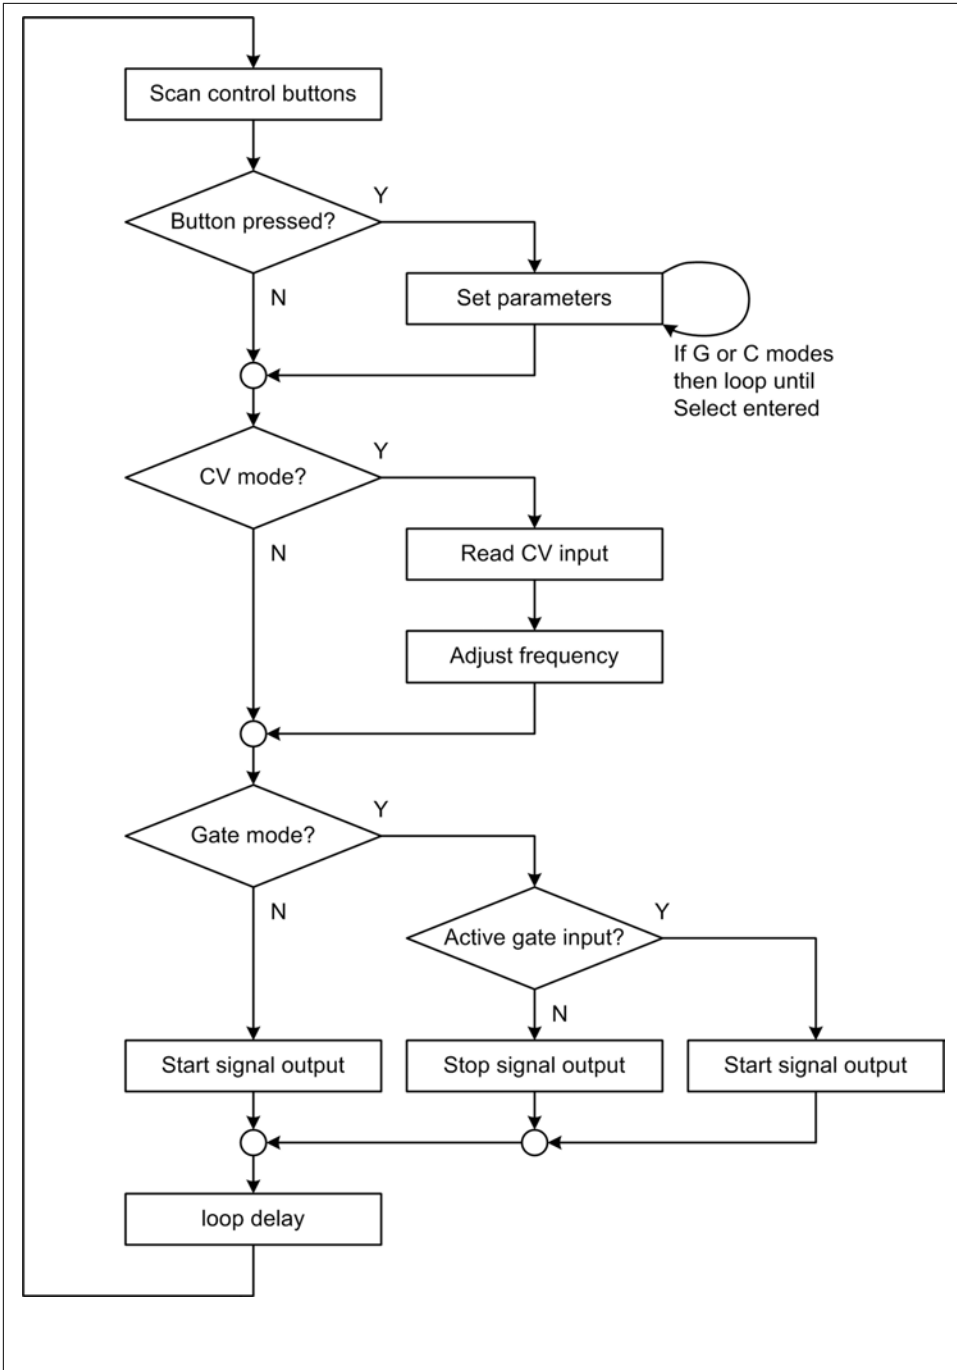 Scan control buttons
Button pressed?
Y
N
Set parameters
If G or C modes
then loop until
Select entered
CV mode?
Y
N
Read CV input
Adjust frequency
Gate mode?
Y
N
Active gate input?
Y
N
Start signal output
Stop signal output
Start signal output
loop delay